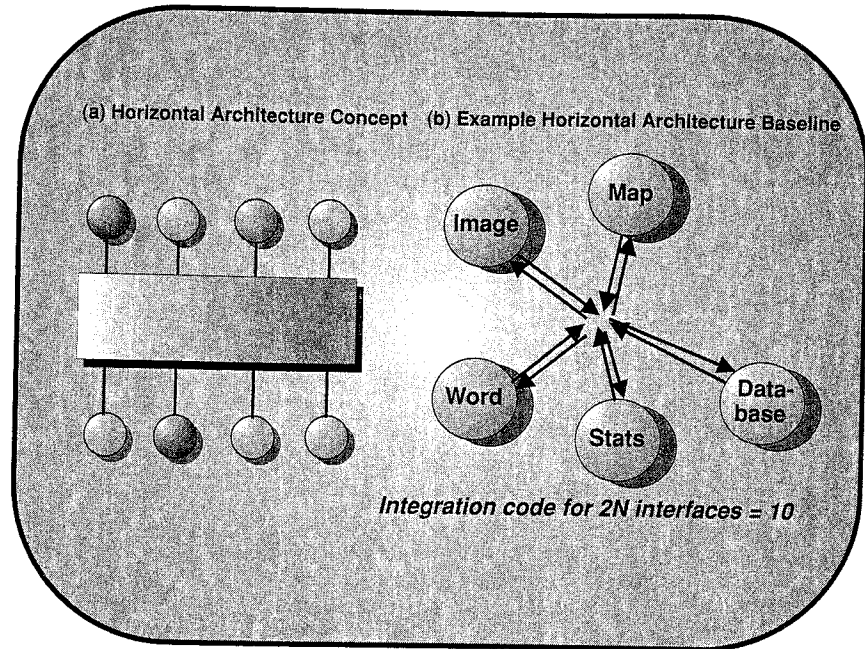 (a) Horizontal Architecture Concept
(b) Example Horizontal Architecture Baseline
Image
Map
Word
Stats
Data-
base
Integration code for 2N interfaces = 10